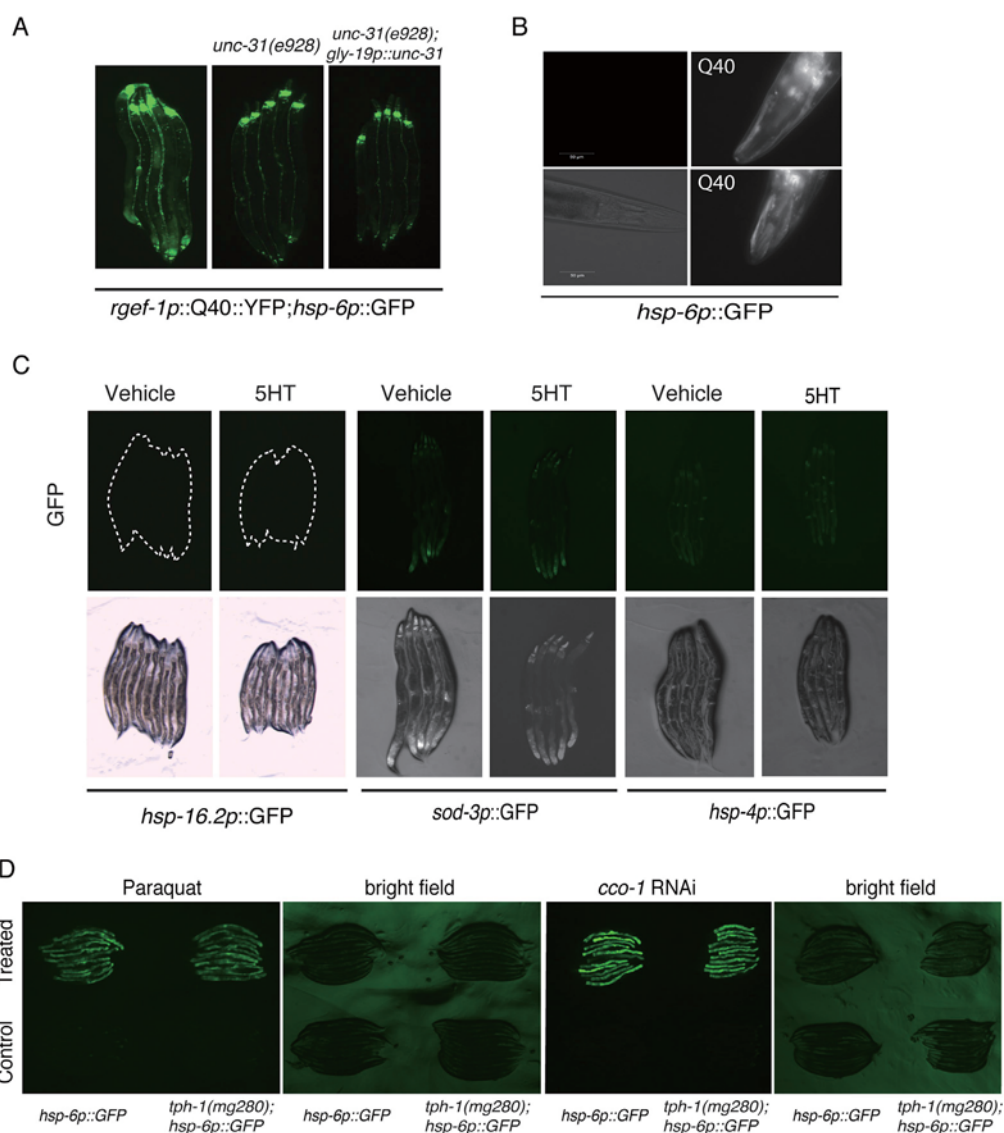 A
unc-31(e928)
unc-31(e928);
gly-19p::unc-31
rgef-1p::Q40::YFP;hsp-6p::GFP
B
Q40
Q40
hsp-6p::GFP
C
Vehicle
5HT
Vehicle
5HT
Vehicle
5HT
GFP
hsp-16.2p::GFP
sod-3p::GFP
hsp-4p::GFP
D
Paraquat
bright field
cco-1 RNAi
bright field
Treated
Control
hsp-6p::GFP
tph-1(mg280);
hsp-6p::GFP
hsp-6p::GFP
tph-1(mg280);
hsp-6p::GFP
hsp-6p::GFP
tph-1(mg280);
hsp-6p::GFP
hsp-6p::GFP
tph-1(mg280);
hsp-6p::GFP